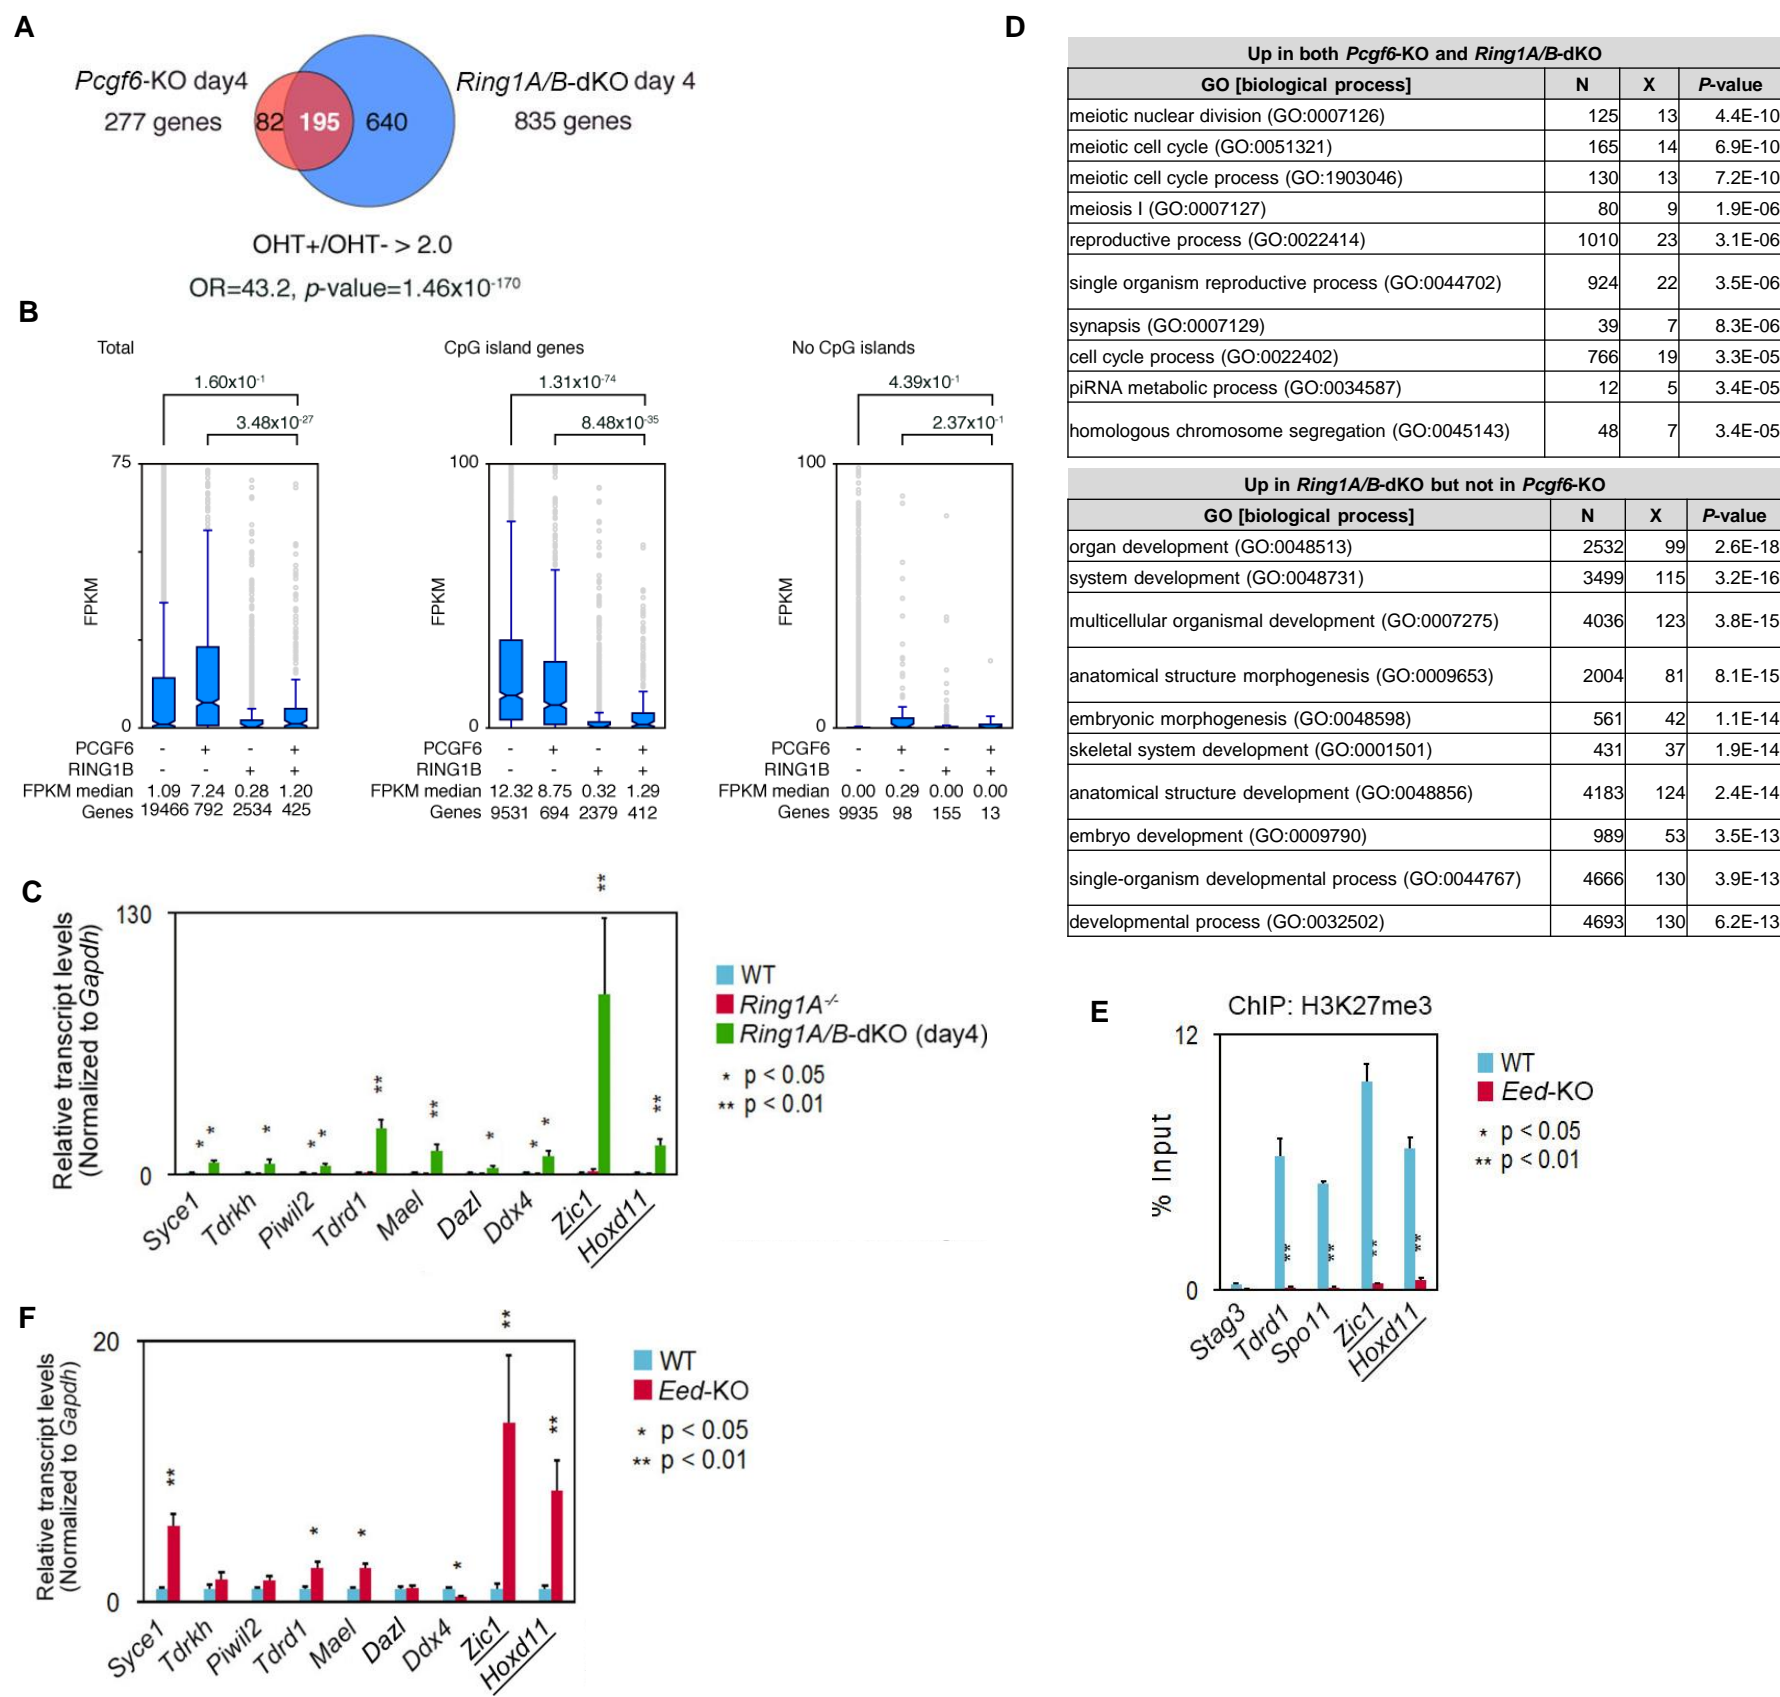 A
Pcgf6-KO day4
277 genes
82 195 640
Ring1A/B-dKO day 4
835 genes
OHT+/OHT- > 2.0
OR=43.2, p-value=1.46x10-170
B
Total
1.60x10-1
3.48x10-27
75
FPKM
0
PCGF6 - + - +
RING1B - - + +
FPKM median 1.09 7.24 0.28 1.20
Genes 19466 792 2534 425
CpG island genes
1.31x10-74
8.48x10-35
100
FPKM
0
PCGF6 - + - +
RING1B - - + +
FPKM median 12.32 8.75 0.32 1.29
Genes 9531 694 2379 412
No CpG islands
4.39x10-1
2.37x10-1
100
FPKM
0
PCGF6 - + - +
RING1B - - + +
FPKM median 0.00 0.29 0.00 0.00
Genes 9935 98 155 13
C
Relative transcript levels
(Normalized to Gapdh)
130
0
* * * * * ** ** * * * ** **
Syce1 Tdrkh Piwil2 Tdrd1 Mael Dazl Ddx4 Zic1 Hoxd11
WT
Ring1A-/-
Ring1A/B-dKO (day4)
* p < 0.05
** p < 0.01
D
Up in both Pcgf6-KO and Ring1A/B-dKO
GO [biological process] N X P-value
meiotic nuclear division (GO:0007126) 125 13 4.4E-10
meiotic cell cycle (GO:0051321) 165 14 6.9E-10
meiotic cell cycle process (GO:1903046) 130 13 7.2E-10
meiosis I (GO:0007127) 80 9 1.9E-06
reproductive process (GO:0022414) 1010 23 3.1E-06
single organism reproductive process (GO:0044702) 924 22 3.5E-06
synapsis (GO:0007129) 39 7 8.3E-06
cell cycle process (GO:0022402) 766 19 3.3E-05
piRNA metabolic process (GO:0034587) 12 5 3.4E-05
homologous chromosome segregation (GO:0045143) 48 7 3.4E-05
Up in Ring1A/B-dKO but not in Pcgf6-KO
GO [biological process] N X P-value
organ development (GO:0048513) 2532 99 2.6E-18
system development (GO:0048731) 3499 115 3.2E-16
multicellular organismal development (GO:0007275) 4036 123 3.8E-15
anatomical structure morphogenesis (GO:0009653) 2004 81 8.1E-15
embryonic morphogenesis (GO:0048598) 561 42 1.1E-14
skeletal system development (GO:0001501) 431 37 1.9E-14
anatomical structure development (GO:0048856) 4183 124 2.4E-14
embryo development (GO:0009790) 989 53 3.5E-13
single-organism developmental process (GO:0044767) 4666 130 3.9E-13
developmental process (GO:0032502) 4693 130 6.2E-13
E
ChIP: H3K27me3
% Input
12
0
** ** ** **
Stag3 Tdrd1 Spo11 Zic1 Hoxd11
WT
Eed-KO
* p < 0.05
** p < 0.01
F
Relative transcript levels
(Normalized to Gapdh)
20
0
** * * * ** **
Syce1 Tdrkh Piwil2 Tdrd1 Mael Dazl Ddx4 Zic1 Hoxd11
WT
Eed-KO
* p < 0.05
** p < 0.01